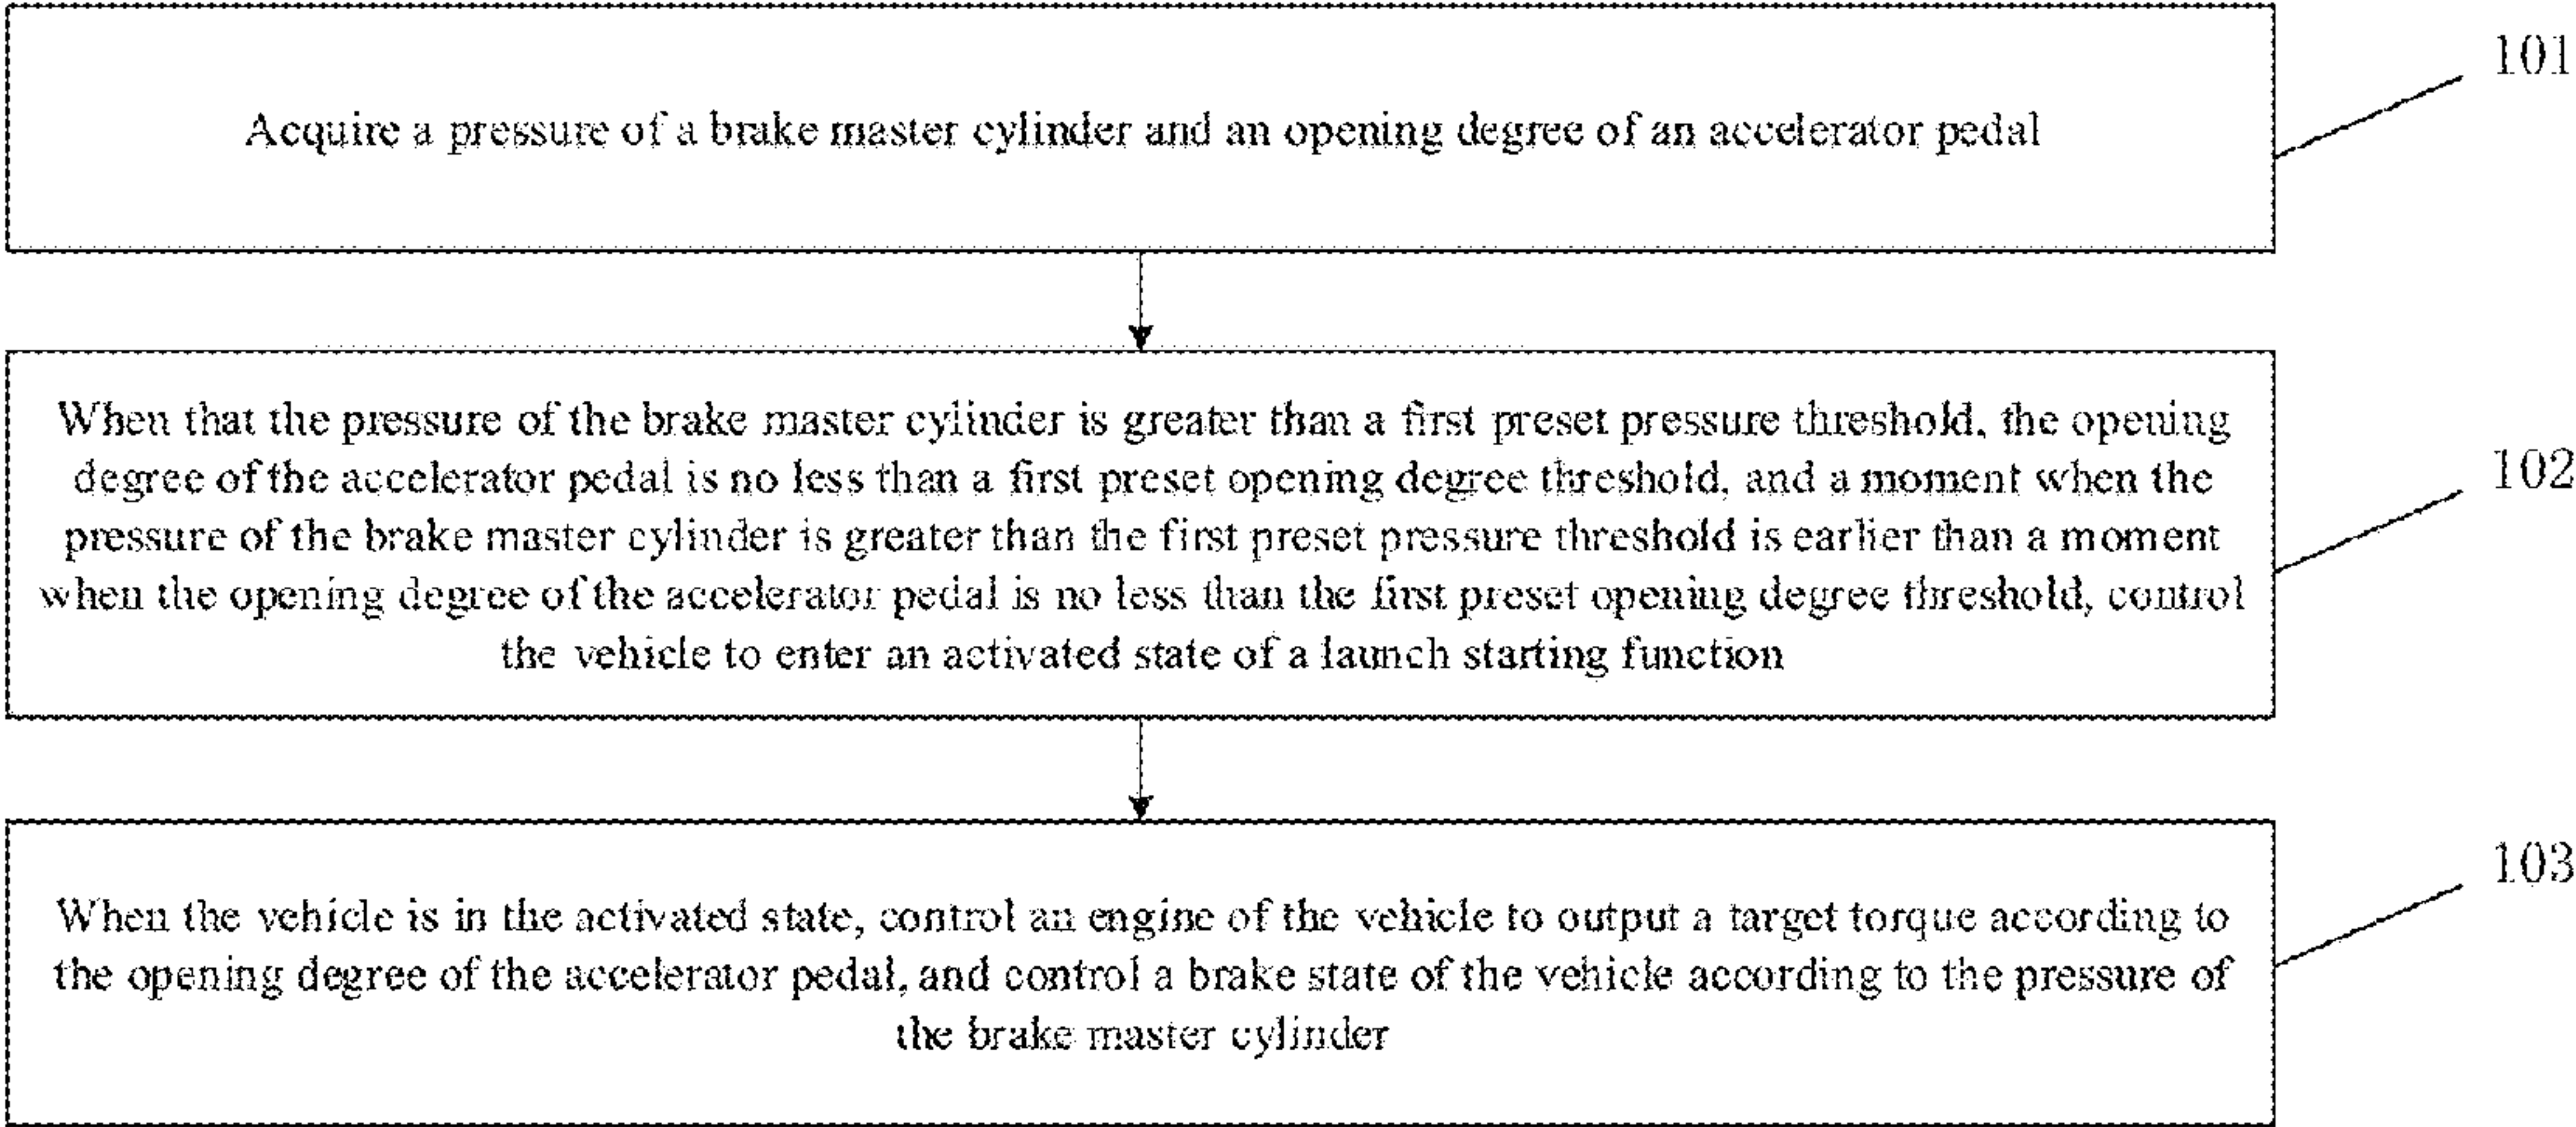 Acquire a pressure of a brake master cylinder and an opening degree of an accelerator pedal
101
When that the pressure of the brake master cylinder is greater than a first preset pressure threshold, the opening
degree of the accelerator pedal is no less than a first preset opening degree threshold, and a moment when the
pressure of the brake master cylinder is greater than the first preset pressure threshold is earlier than a moment
when the opening degree of the accelerator pedal is no less than the first preset opening degree threshold, control
the vehicle to enter an activated state of a launch starting function
102
When the vehicle is in the activated state, control an engine of the vehicle to output a target torque according to
the opening degree of the accelerator pedal, and control a brake state of the vehicle according to the pressure of
the brake master cylinder
103